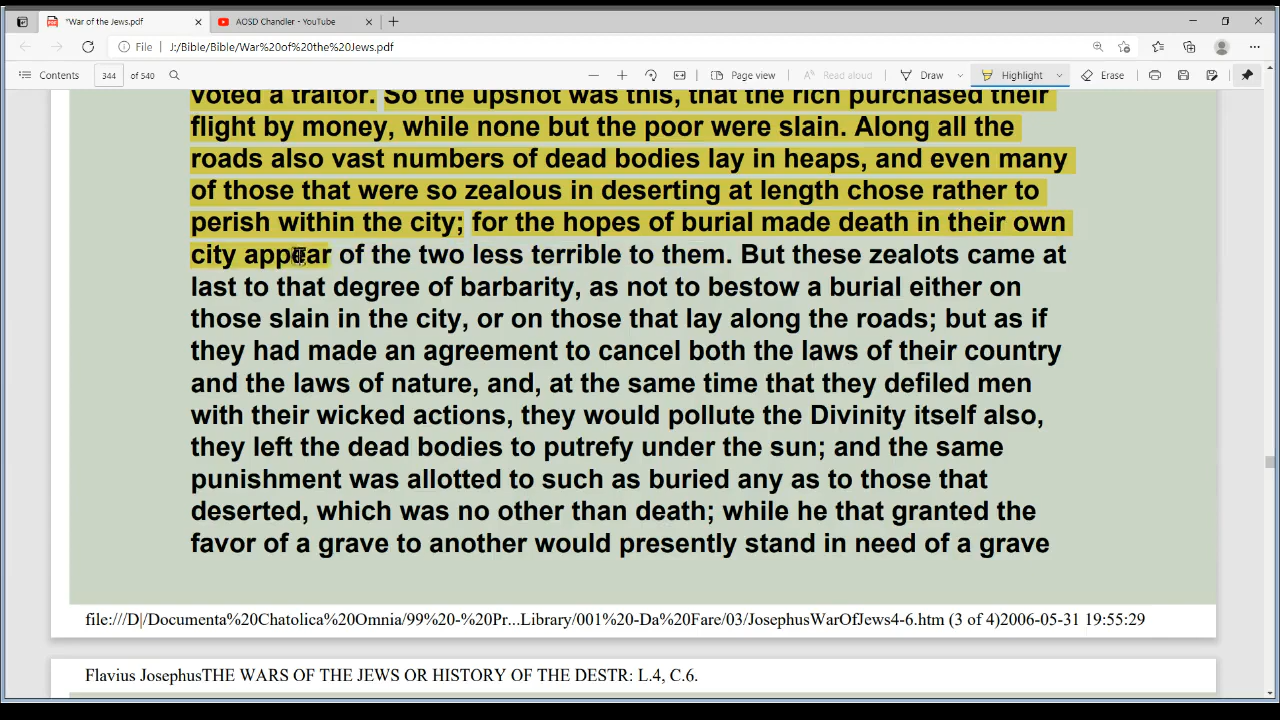 *War of the Jews.pdf
AOSD Chandler - YouTube
File
J:/Bible/Bible/War%20of%20the%20Jews.pdf
Contents
344
of 540
Page view
Read aloud
Draw
Highlight
Erase
voted a traitor. So the upshot was this, that the rich purchased their
flight by money, while none but the poor were slain. Along all the
roads also vast numbers of dead bodies lay in heaps, and even many
of those that were so zealous in deserting at length chose rather to
perish within the city; for the hopes of burial made death in their own
city appear of the two less terrible to them. But these zealots came at
last to that degree of barbarity, as not to bestow a burial either on
those slain in the city, or on those that lay along the roads; but as if
they had made an agreement to cancel both the laws of their country
and the laws of nature, and, at the same time that they defiled men
with their wicked actions, they would pollute the Divinity itself also,
they left the dead bodies to putrefy under the sun; and the same
punishment was allotted to such as buried any as to those that
deserted, which was no other than death; while he that granted the
favor of a grave to another would presently stand in need of a grave
file:///D|/Documenta%20Chatolica%20Omnia/99%20-%20Pr...Library/001%20-Da%20Fare/03/JosephusWarOfJews4-6.htm (3 of 4)2006-05-31 19:55:29
Flavius JosephusTHE WARS OF THE JEWS OR HISTORY OF THE DESTR: L.4, C.6.